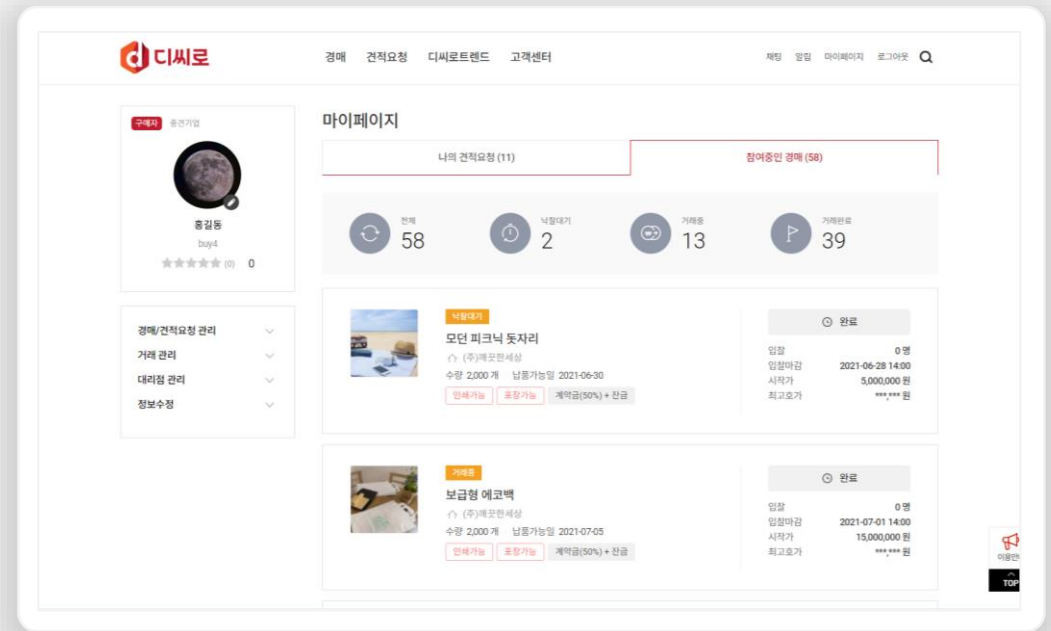 디씨로
경매 견적요청 디씨로트렌드 고객센터
채팅 알림 마이페이지 로그아웃
구매자 중견기업
홍길동
buy4
★★★★★ (0) 0
경매/견적요청 관리
거래 관리
대리점 관리
정보수정
마이페이지
나의 견적요청 (11) 참여중인 경매 (58)
전체
58
낙찰대기
2
거래중
13
거래완료
39
낙찰대기
모던 피크닉 돗자리
(주)깨끗한세상
수량 2,000 개 납품가능일 2021-06-30
인쇄가능 포장가능 계약금(50%) + 잔금
완료
입찰 0 명
입찰마감 2021-06-28 14:00
시작가 5,000,000 원
최고호가 ***,*** 원
거래중
보급형 에코백
(주)깨끗한세상
수량 2,000 개 납품가능일 2021-07-05
인쇄가능 포장가능 계약금(50%) + 잔금
완료
입찰 0 명
입찰마감 2021-07-01 14:00
시작가 15,000,000 원
최고호가 ***,*** 원
TOP